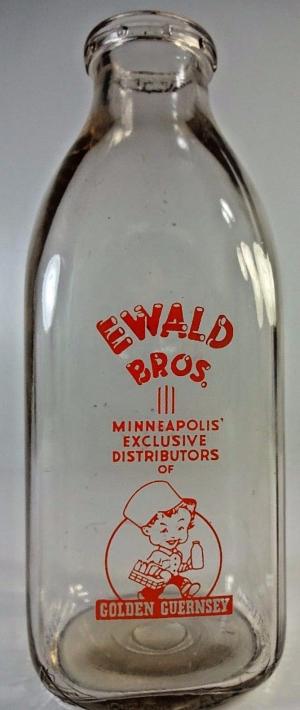 EWALD
BROS.
MINNEAPOLIS'
EXCLUSIVE
DISTRIBUTORS
OF
GOLDEN GUERNSEY